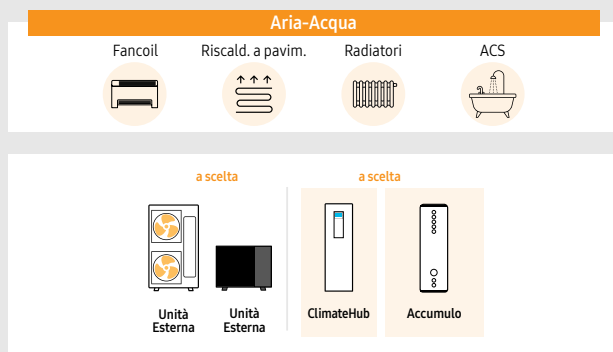 Aria-Acqua
Fancoil
Riscald. a pavim.
Radiatori
ACS
a scelta
a scelta
Unità
Esterna
Unità
Esterna
ClimateHub
Accumulo